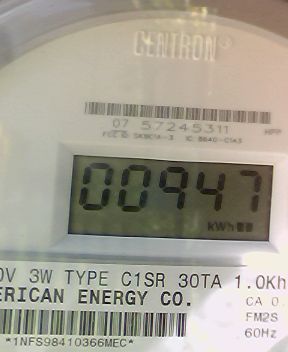 CENTRON®
07 57245311 HPP
00947
kWh
0V 3W TYPE C1SR 30TA 1.0Kh
ERICAN ENERGY CO.
CA 0.
FM2S
60Hz
*1NFS98410366MEC*